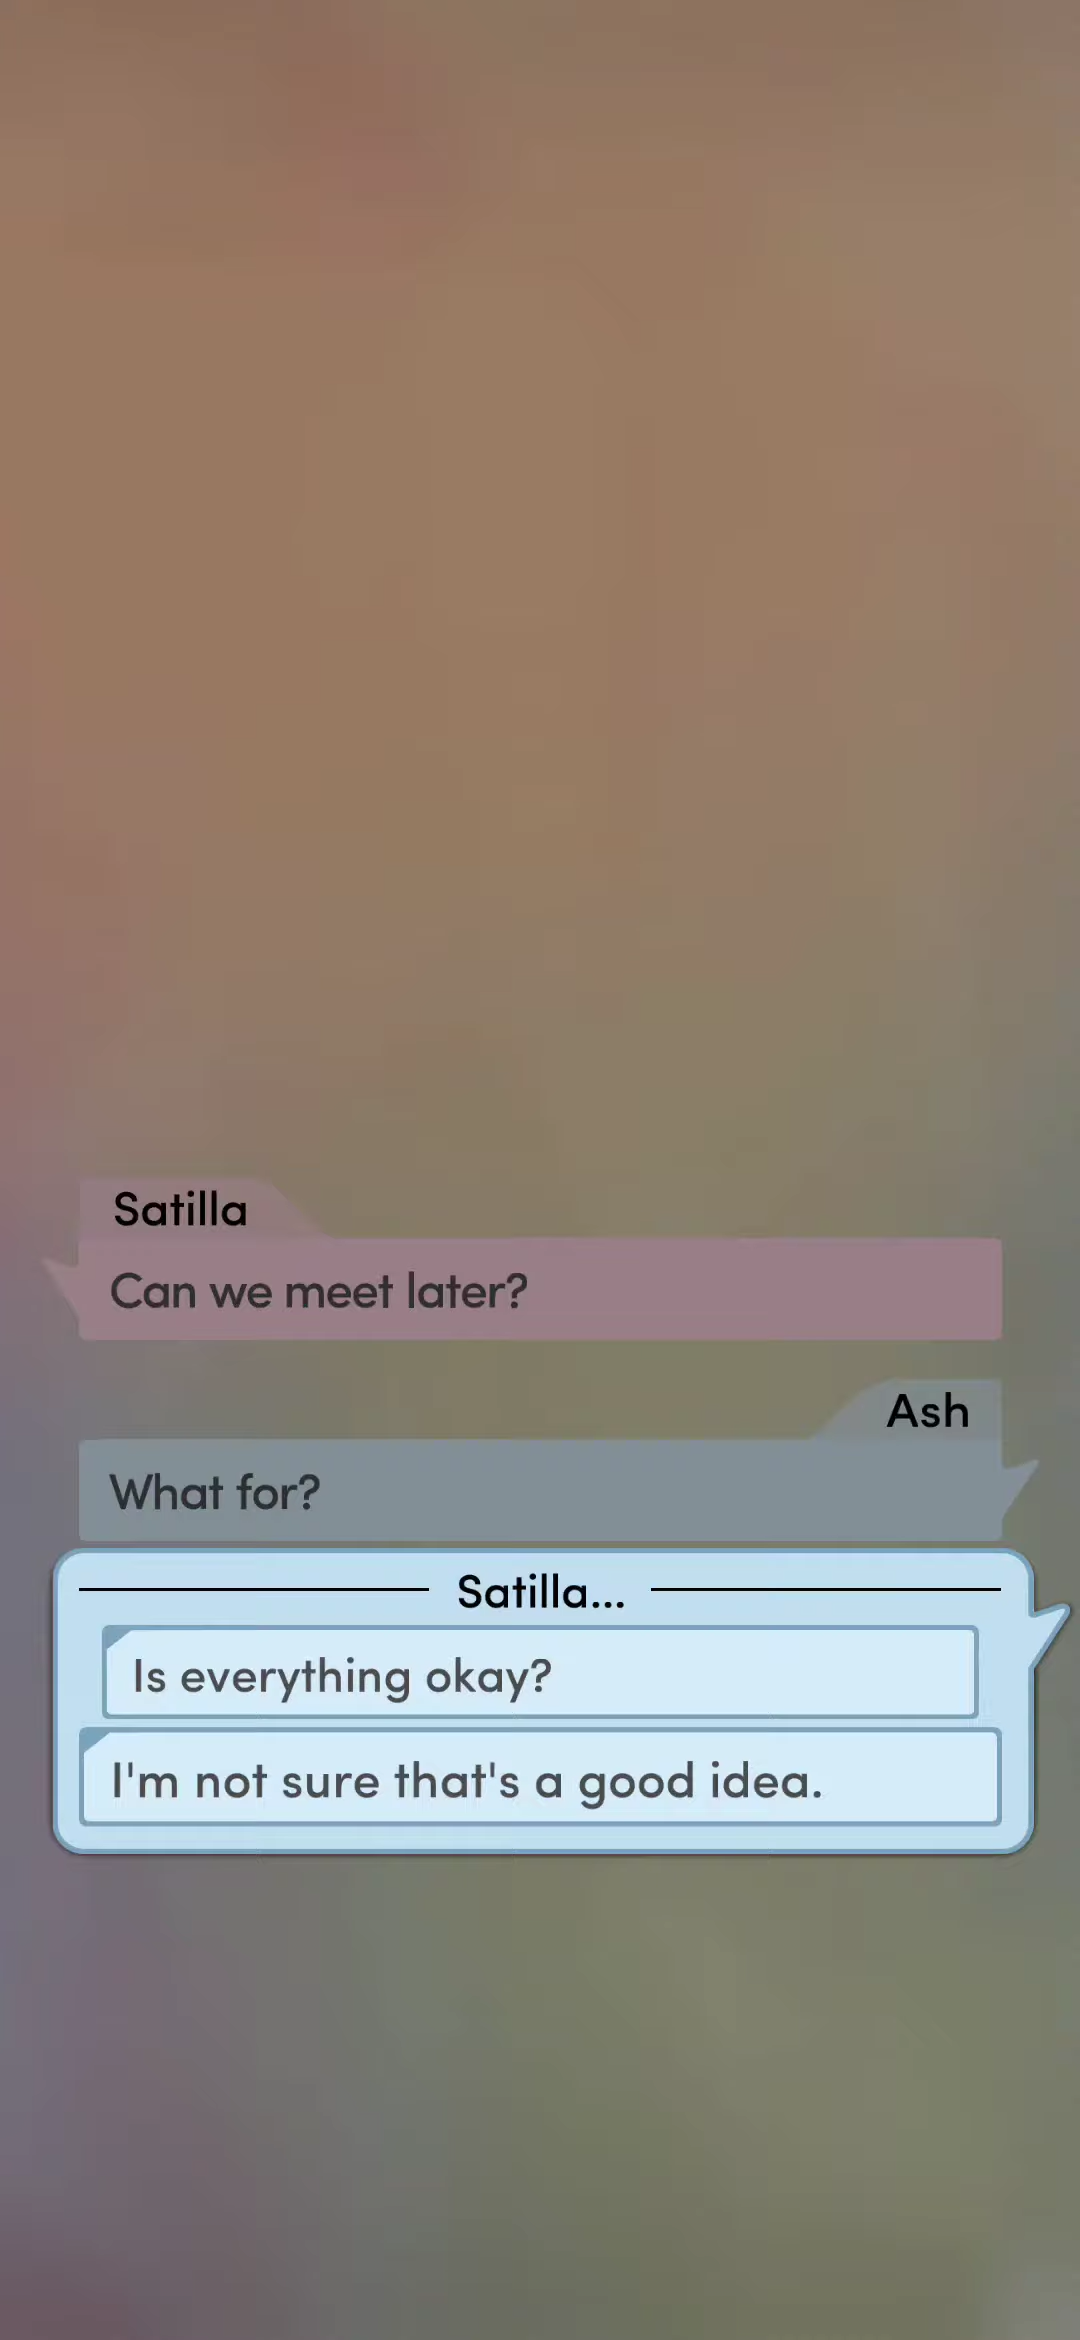 Satilla
Can we meet later?
Ash
What for?
Satilla...
Is everything okay?
I'm not sure that's a good idea.